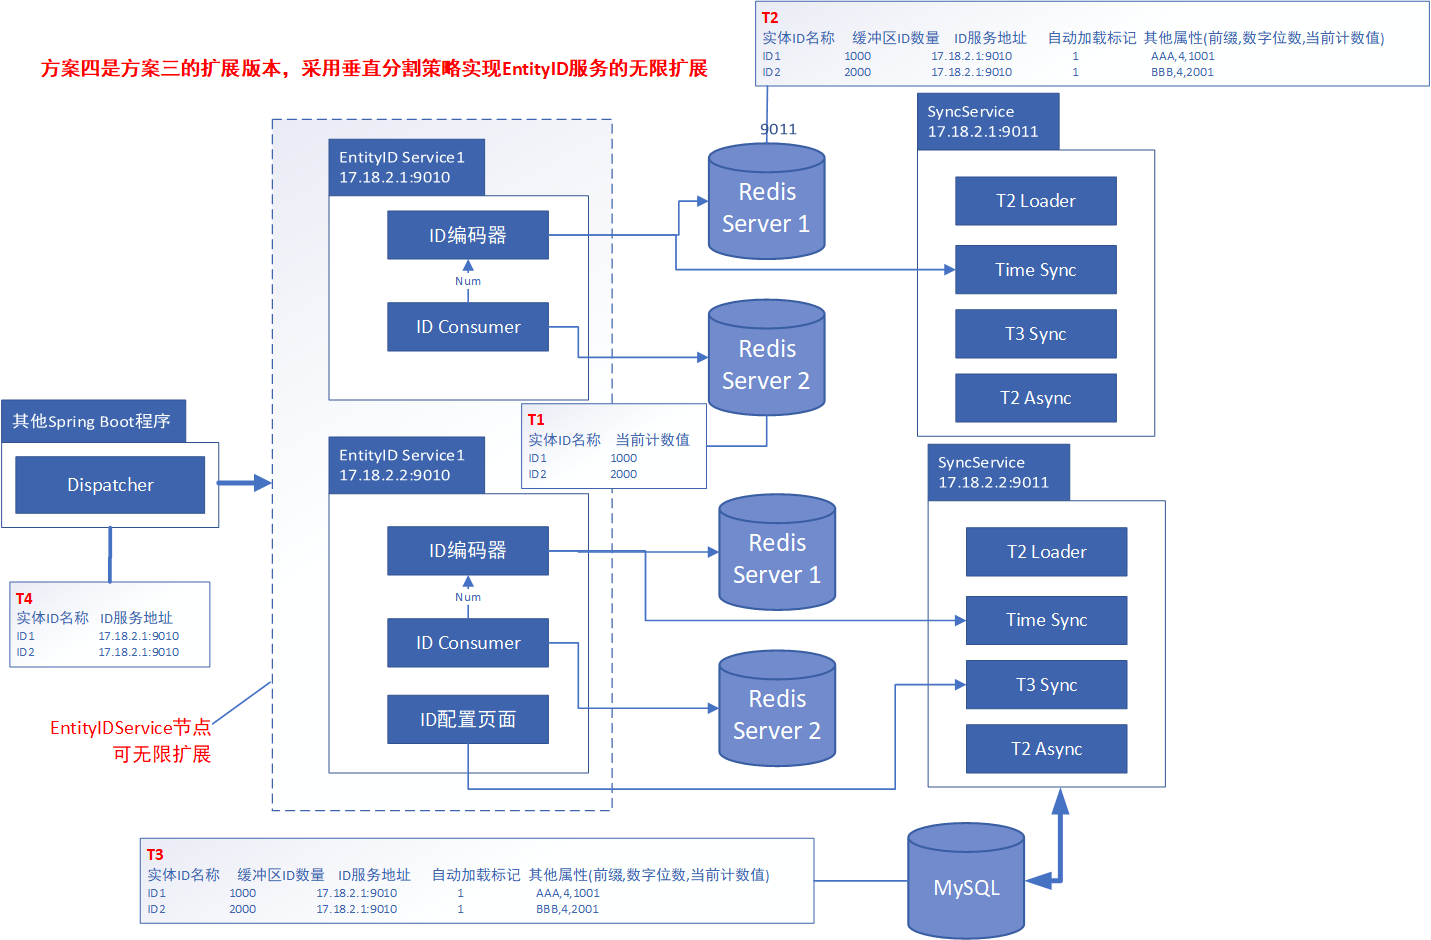 方案四是方案三的扩展版本，采用垂直分割策略实现EntityID服务的无限扩展
T2
实体ID名称 缓冲区ID数量 ID服务地址 自动加载标记 其他属性(前缀,数字位数,当前计数值)
ID1 1000 17.18.2.1:9010 1 AAA,4,1001
ID2 2000 17.18.2.1:9010 1 BBB,4,2001
9011
EntityID Service1
17.18.2.1:9010
ID编码器
Num
ID Consumer
Redis
Server 1
Redis
Server 2
SyncService
17.18.2.1:9011
T2 Loader
Time Sync
T3 Sync
T2 Async
T1
实体ID名称 当前计数值
ID1 1000
ID2 2000
其他Spring Boot程序
Dispatcher
T4
实体ID名称 ID服务地址
ID1 17.18.2.1:9010
ID2 17.18.2.1:9010
EntityIDService节点
可无限扩展
EntityID Service1
17.18.2.2:9010
ID编码器
Num
ID Consumer
ID配置页面
Redis
Server 1
Redis
Server 2
SyncService
17.18.2.2:9011
T2 Loader
Time Sync
T3 Sync
T2 Async
T3
实体ID名称 缓冲区ID数量 ID服务地址 自动加载标记 其他属性(前缀,数字位数,当前计数值)
ID1 1000 17.18.2.1:9010 1 AAA,4,1001
ID2 2000 17.18.2.1:9010 1 BBB,4,2001
MySQL